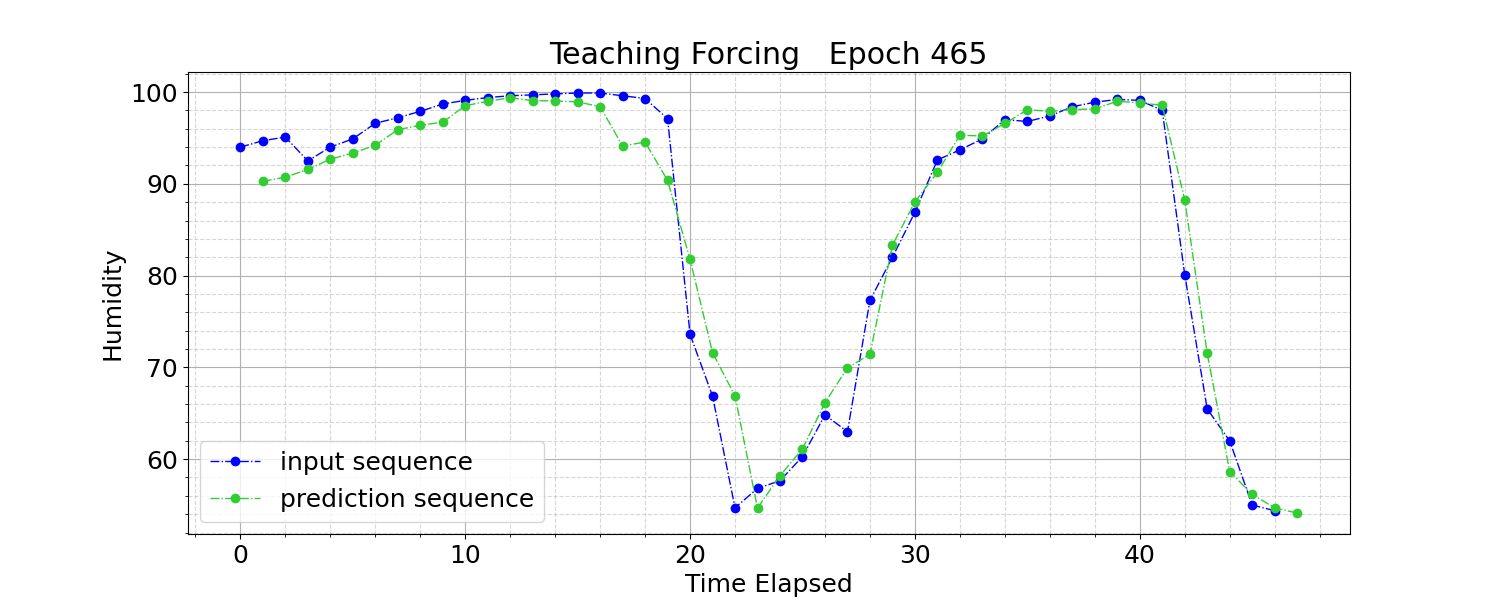 Teaching Forcing   Epoch 465
100
90
80
70
60
Humidity
input sequence
prediction sequence
0 10 20 30 40
Time Elapsed